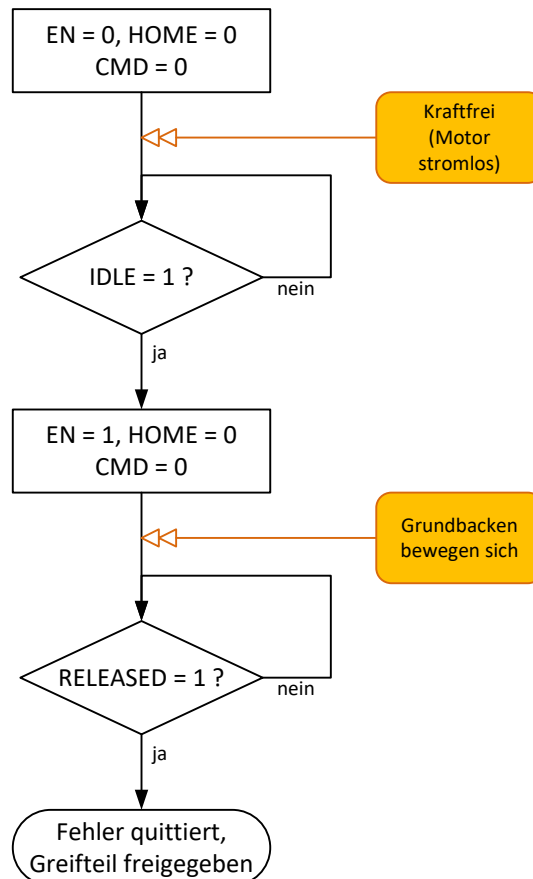 EN = 0, HOME = 0
CMD = 0
Kraftfrei
(Motor
stromlos)
IDLE = 1 ?
nein
ja
EN = 1, HOME = 0
CMD = 0
Grundbacken
bewegen sich
RELEASED = 1 ?
nein
ja
Fehler quittiert,
Greifteil freigegeben